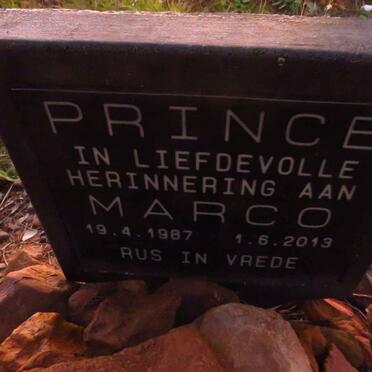 PRINCE
IN LIEFDEVOLLE
HERINNERING AAN
MARCO
19.4.1987 1.6.2013
RUS IN VREDE